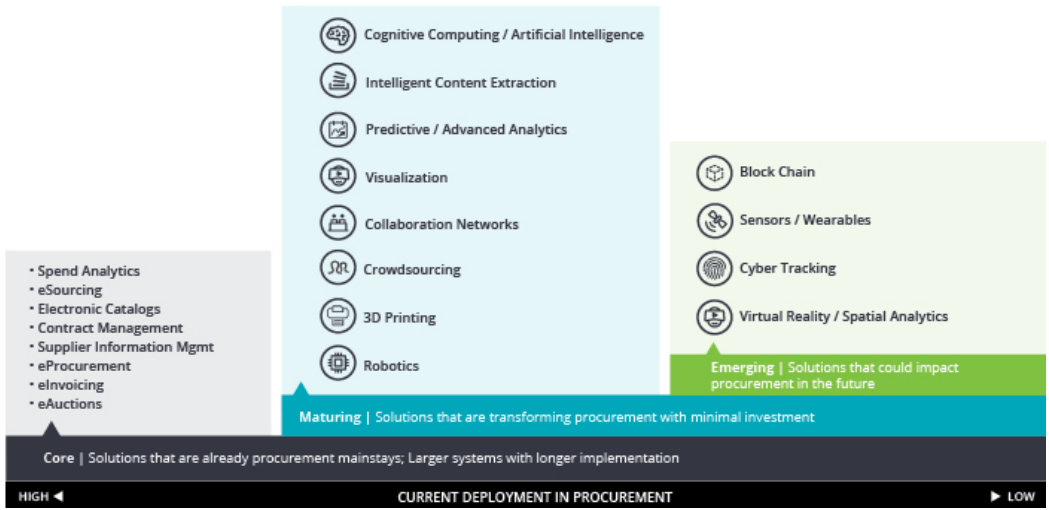 Cognitive Computing / Artificial Intelligence
Intelligent Content Extraction
Predictive / Advanced Analytics
Visualization
Collaboration Networks
Crowdsourcing
3D Printing
Robotics
Block Chain
Sensors / Wearables
Cyber Tracking
Virtual Reality / Spatial Analytics
• Spend Analytics
• eSourcing
• Electronic Catalogs
• Contract Management
• Supplier Information Mgmt
• eProcurement
• eInvoicing
• eAuctions
Emerging | Solutions that could impact
procurement in the future
Maturing | Solutions that are transforming procurement with minimal investment
Core | Solutions that are already procurement mainstays; Larger systems with longer implementation
HIGH ◀ CURRENT DEPLOYMENT IN PROCUREMENT ▶ LOW